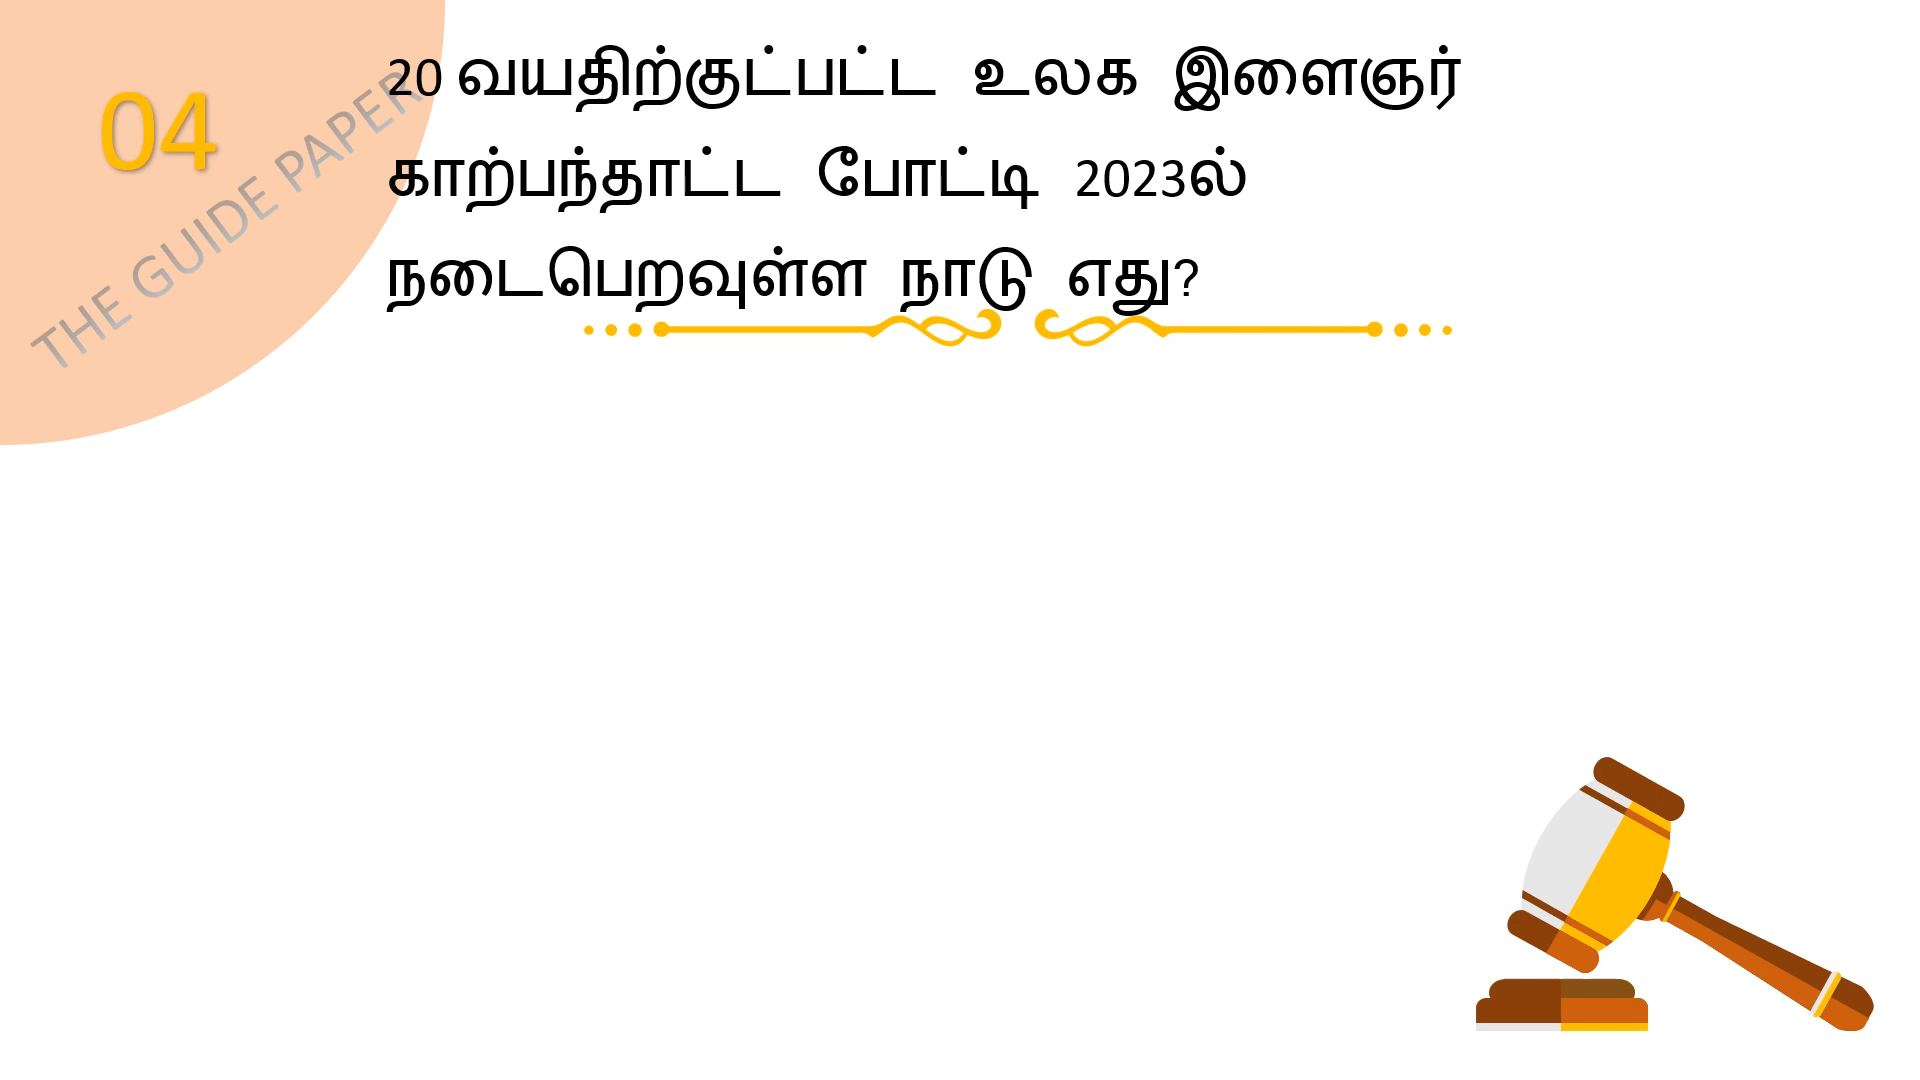 04
THE GUIDE PAPER
20 வயதிற்குட்பட்ட உலக இளைஞர்
காற்பந்தாட்ட போட்டி 2023ல்
நடைபெறவுள்ள நாடு எது?